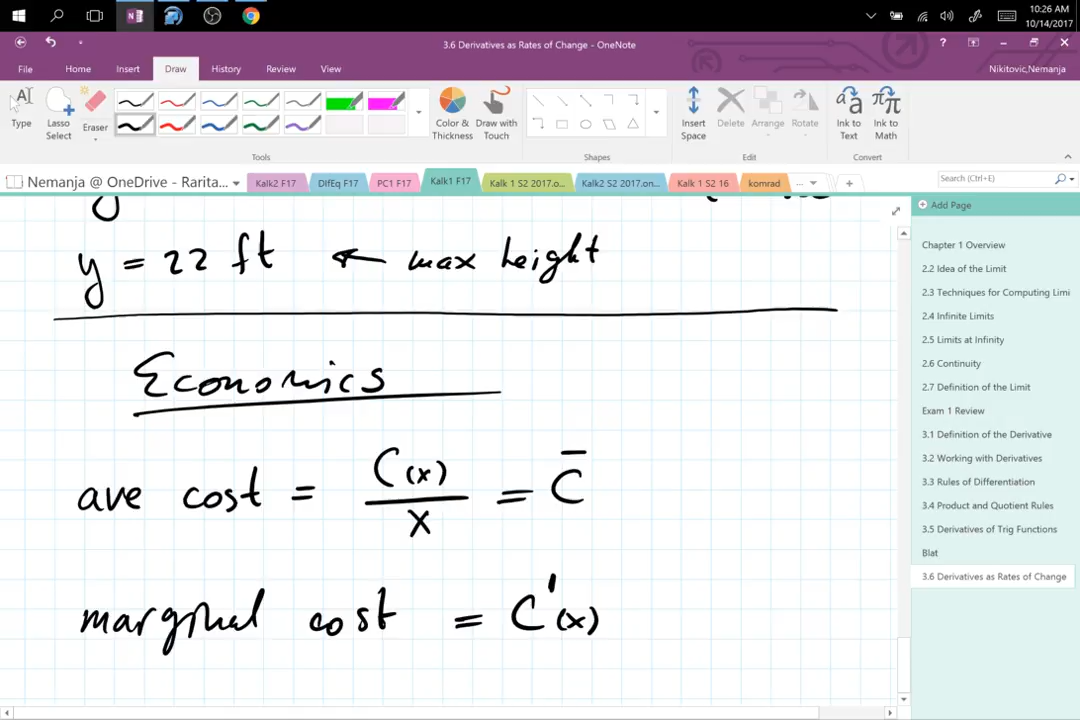 10:26 AM
10/14/2017
3.6 Derivatives as Rates of Change - OneNote
File Home Insert Draw History Review View
Nikitovic,Nemanja
Type
Lasso Select
Eraser
Color & Thickness
Draw with Touch
Insert Space
Delete
Arrange
Rotate
Ink to Text
Ink to Math
Tools
Shapes
Edit
Convert
Nemanja @ OneDrive - Rarita...
Kalk2 F17
DIfEq F17
PC1 F17
Kalk1 F17
Kalk 1 S2 2017.o...
Kalk2 S2 2017.on...
Kalk 1 S2 16
komrad
...
Search (Ctrl+E)
Add Page
Chapter 1 Overview
2.2 Idea of the Limit
2.3 Techniques for Computing Limi
2.4 Infinite Limits
2.5 Limits at Infinity
2.6 Continuity
2.7 Definition of the Limit
Exam 1 Review
3.1 Definition of the Derivative
3.2 Working with Derivatives
3.3 Rules of Differentiation
3.4 Product and Quotient Rules
3.5 Derivatives of Trig Functions
Blat
3.6 Derivatives as Rates of Change
y = 22 ft ← max height
Economics
ave cost = C(x)/x = C̄
marginal cost = C'(x)